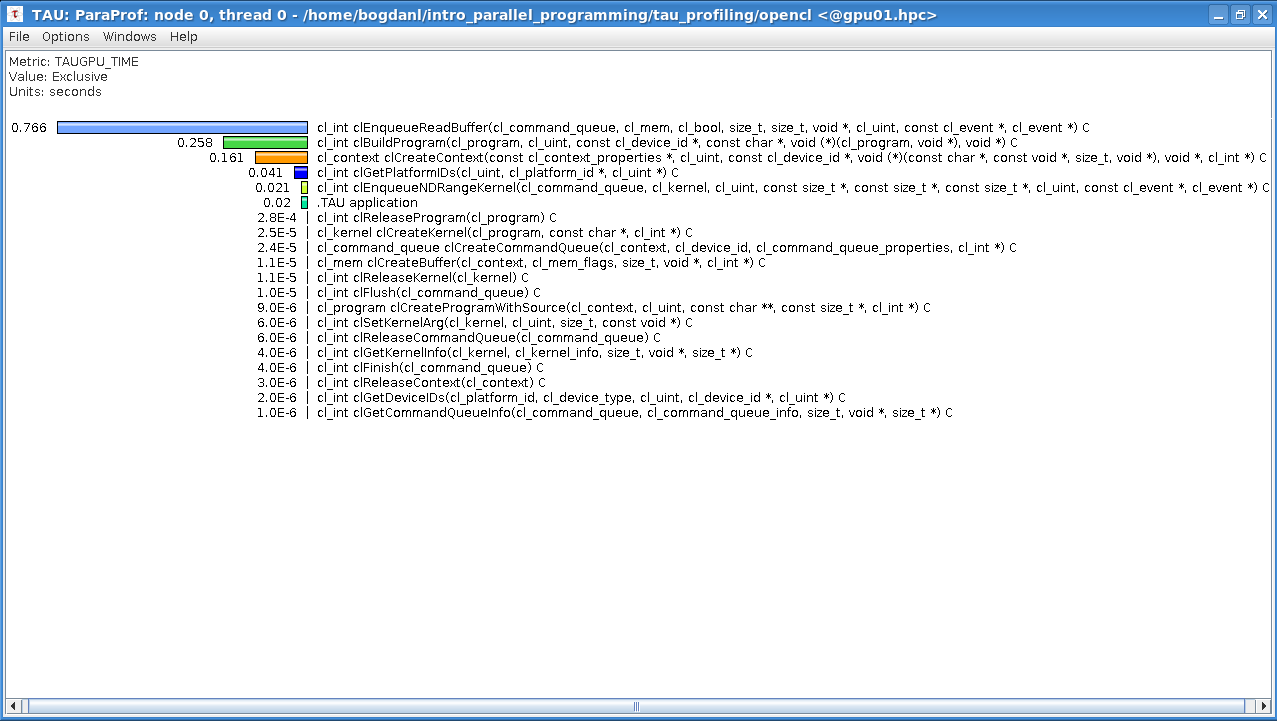 TAU: ParaProf: node 0, thread 0 - /home/bogdanl/intro_parallel_programming/tau_profiling/opencl <@gpu01.hpc>
File Options Windows Help
Metric: TAUGPU_TIME
Value: Exclusive
Units: seconds
0.766 cl_int clEnqueueReadBuffer(cl_command_queue, cl_mem, cl_bool, size_t, size_t, void *, cl_uint, const cl_event *, cl_event *) C
0.258 cl_int clBuildProgram(cl_program, cl_uint, const cl_device_id *, const char *, void (*)(cl_program, void *), void *) C
0.161 cl_context clCreateContext(const cl_context_properties *, cl_uint, const cl_device_id *, void (*)(const char *, const void *, size_t, void *), void *, cl_int *) C
0.041 cl_int clGetPlatformIDs(cl_uint, cl_platform_id *, cl_uint *) C
0.021 cl_int clEnqueueNDRangeKernel(cl_command_queue, cl_kernel, cl_uint, const size_t *, const size_t *, const size_t *, cl_uint, const cl_event *, cl_event *) C
0.02 .TAU application
2.8E-4 cl_int clReleaseProgram(cl_program) C
2.5E-5 cl_kernel clCreateKernel(cl_program, const char *, cl_int *) C
2.4E-5 cl_command_queue clCreateCommandQueue(cl_context, cl_device_id, cl_command_queue_properties, cl_int *) C
1.1E-5 cl_mem clCreateBuffer(cl_context, cl_mem_flags, size_t, void *, cl_int *) C
1.1E-5 cl_int clReleaseKernel(cl_kernel) C
1.0E-5 cl_int clFlush(cl_command_queue) C
9.0E-6 cl_program clCreateProgramWithSource(cl_context, cl_uint, const char **, const size_t *, cl_int *) C
6.0E-6 cl_int clSetKernelArg(cl_kernel, cl_uint, size_t, const void *) C
6.0E-6 cl_int clReleaseCommandQueue(cl_command_queue) C
4.0E-6 cl_int clGetKernelInfo(cl_kernel, cl_kernel_info, size_t, void *, size_t *) C
4.0E-6 cl_int clFinish(cl_command_queue) C
3.0E-6 cl_int clReleaseContext(cl_context) C
2.0E-6 cl_int clGetDeviceIDs(cl_platform_id, cl_device_type, cl_uint, cl_device_id *, cl_uint *) C
1.0E-6 cl_int clGetCommandQueueInfo(cl_command_queue, cl_command_queue_info, size_t, void *, size_t *) C